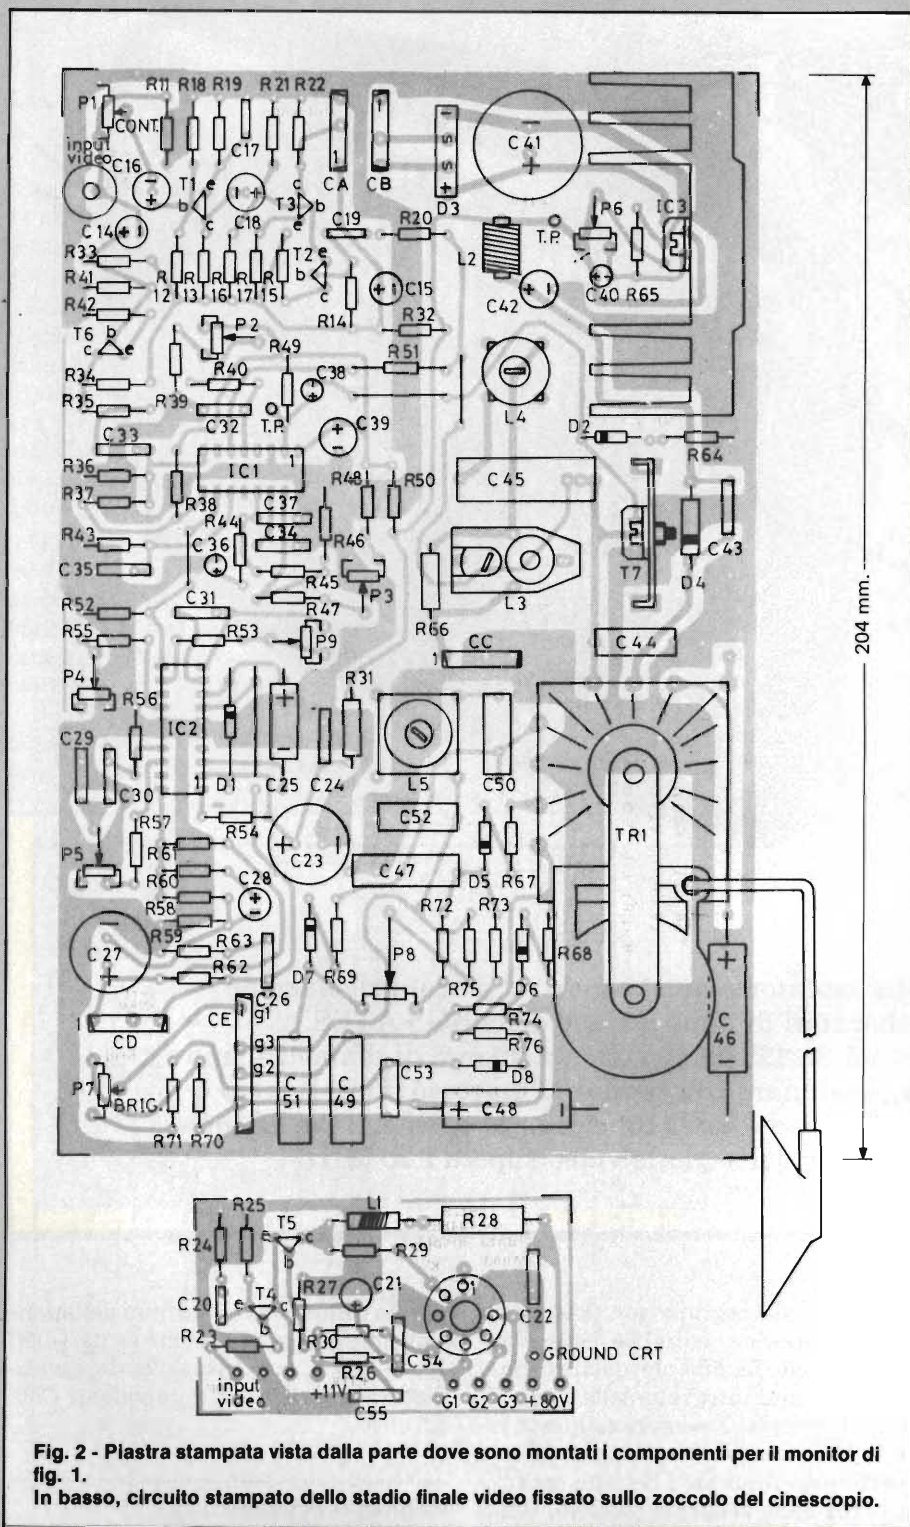 R11 R18 R19 R21 R22
P1
CONT.
input
video
C16
C17
T1
e
b
c
C18
T3
c
b
e
CA
1
CB
1
D3
- S S +
C41
+
P6
IC3
C14
C19
R20
T.P.
R33
R41
R42
R12 R13 R16 R17 R15
T2
e
b
c
L2
C15
C42
C40
R65
R14
R32
T6
b
c e
P2
R49
R51
R34
R35
R39
R40
C32
T.P.
C38
L4
C39
D2
R64
C33
R36
R37
IC1
1
R38
R48 R50
C45
C37
R44
C34
R46
C43
R43
C35
C36
R45
R47
P3
R66
L3
T7
D4
R52
R55
C31
R53
P9
CC
1
C44
204 mm.
P4
R56
IC2
1
R31
C29
C30
D1
C25
C24
L5
C50
R57
R54
C52
TR1
P5
R61
R60
R58
R59
C28
C23
C47
D5
R67
C27
R63
R62
C26
D7
R69
P8
R72 R73
R68
R75
D6
R74
R76
C46
CD
1
CE
g1
g3
g2
P7
BRIG.
R71 R70
C51
C49
C53
D8
C48
R25
R24
T5
e c
b
L1
R28
R29
C20
T4
e c
b
R27
C21
1
C22
R23
R30
R26
C54
GROUND CRT
input
video
+11V
C55
G1 G2 G3 +80V
Fig. 2 - Piastra stampata vista dalla parte dove sono montati i componenti per il monitor di
fig. 1.
In basso, circuito stampato dello stadio finale video fissato sullo zoccolo del cinescopio.